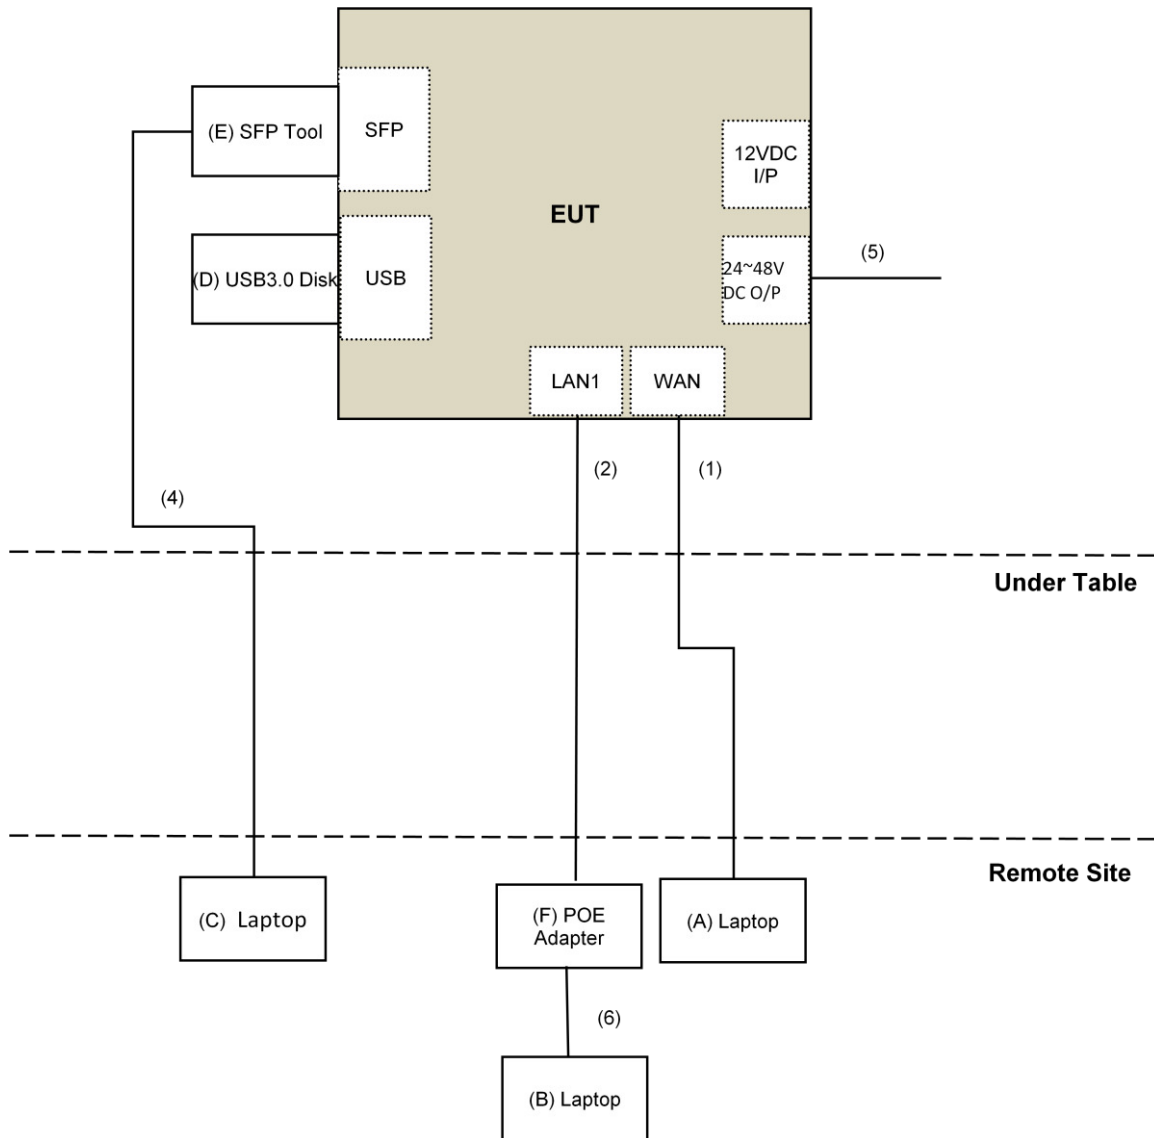 (E) SFP Tool
SFP
12VDC
I/P
EUT
(D) USB3.0 Disk
USB
24~48V
DC O/P
(5)
LAN1
WAN
(2)
(1)
(4)
Under Table
Remote Site
(C) Laptop
(F) POE
Adapter
(A) Laptop
(6)
(B) Laptop